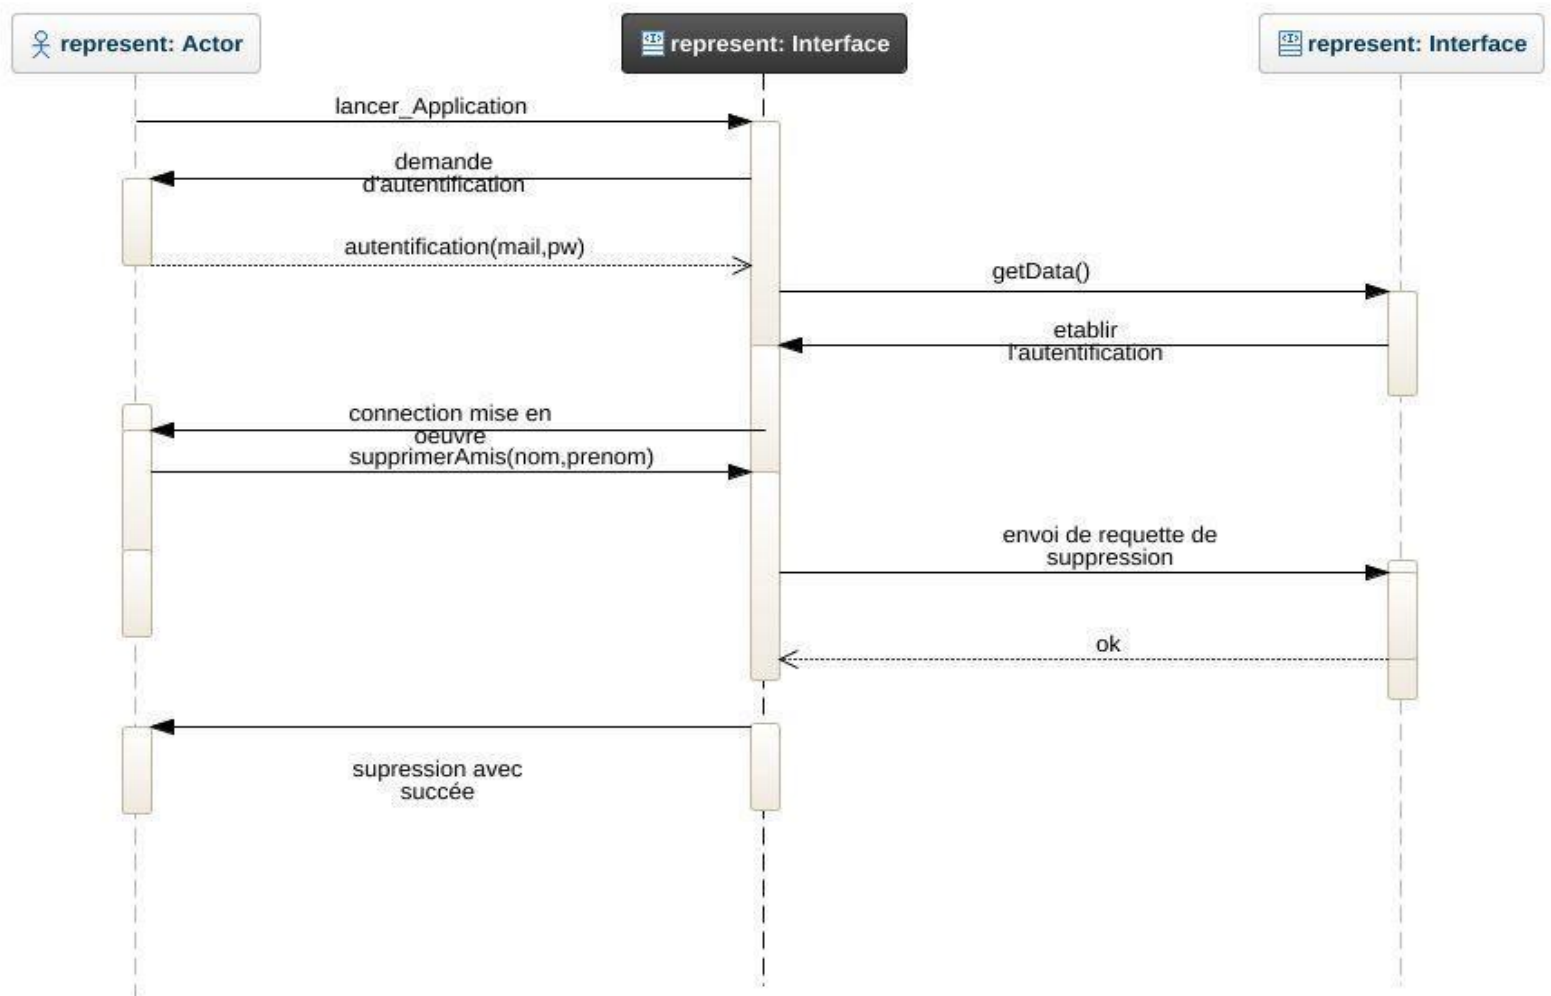 represent: Actor
represent: Interface
represent: Interface
lancer_Application
demande
d'autentification
autentification(mail,pw)
getData()
etablir
l'autentification
connection mise en
oeuvre
supprimerAmis(nom,prenom)
envoi de requette de
suppression
ok
supression avec
succée